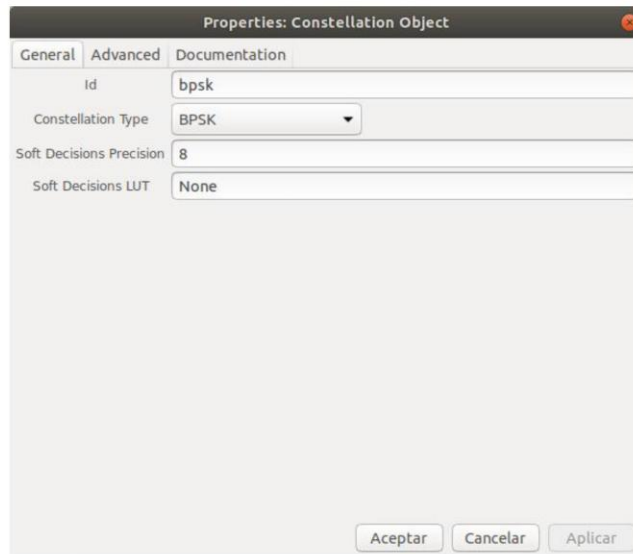 Properties: Constellation Object
General Advanced Documentation
Id bpsk
Constellation Type BPSK
Soft Decisions Precision 8
Soft Decisions LUT None
Aceptar Cancelar Aplicar